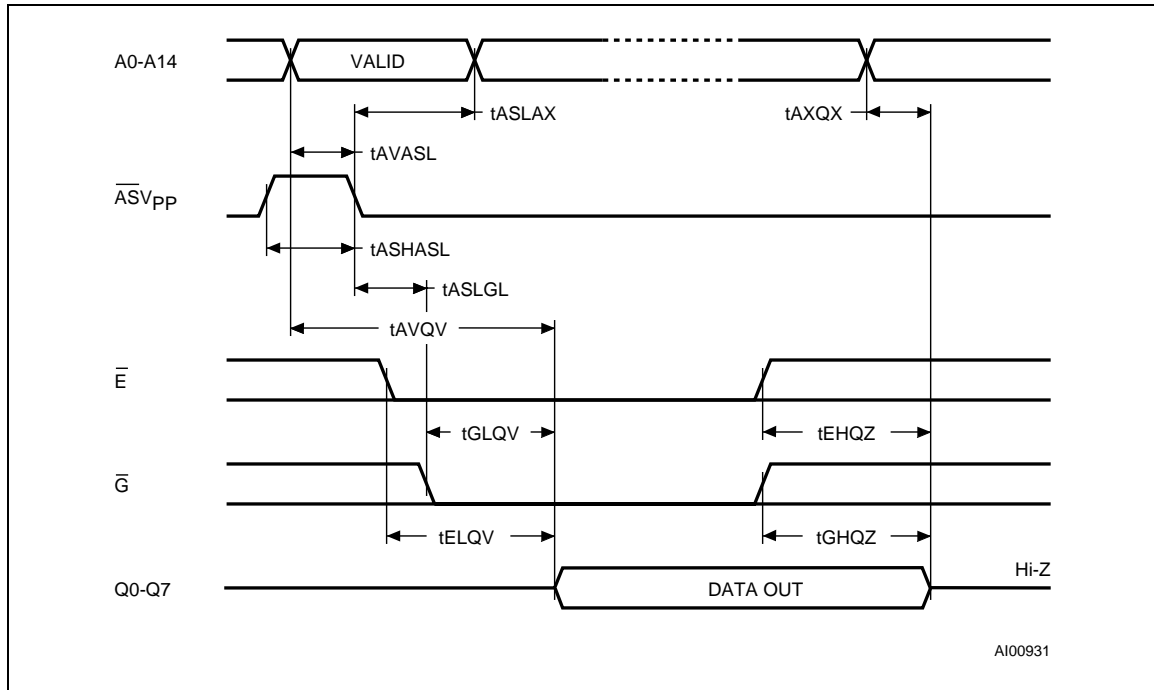 A0-A14
VALID
tASLAX
tAXQX
tAVASL
A̅S̅VPP
tASHASL
tASLGL
tAVQV
E̅
tGLQV
tEHQZ
G̅
tELQV
tGHQZ
Q0-Q7
DATA OUT
Hi-Z
AI00931